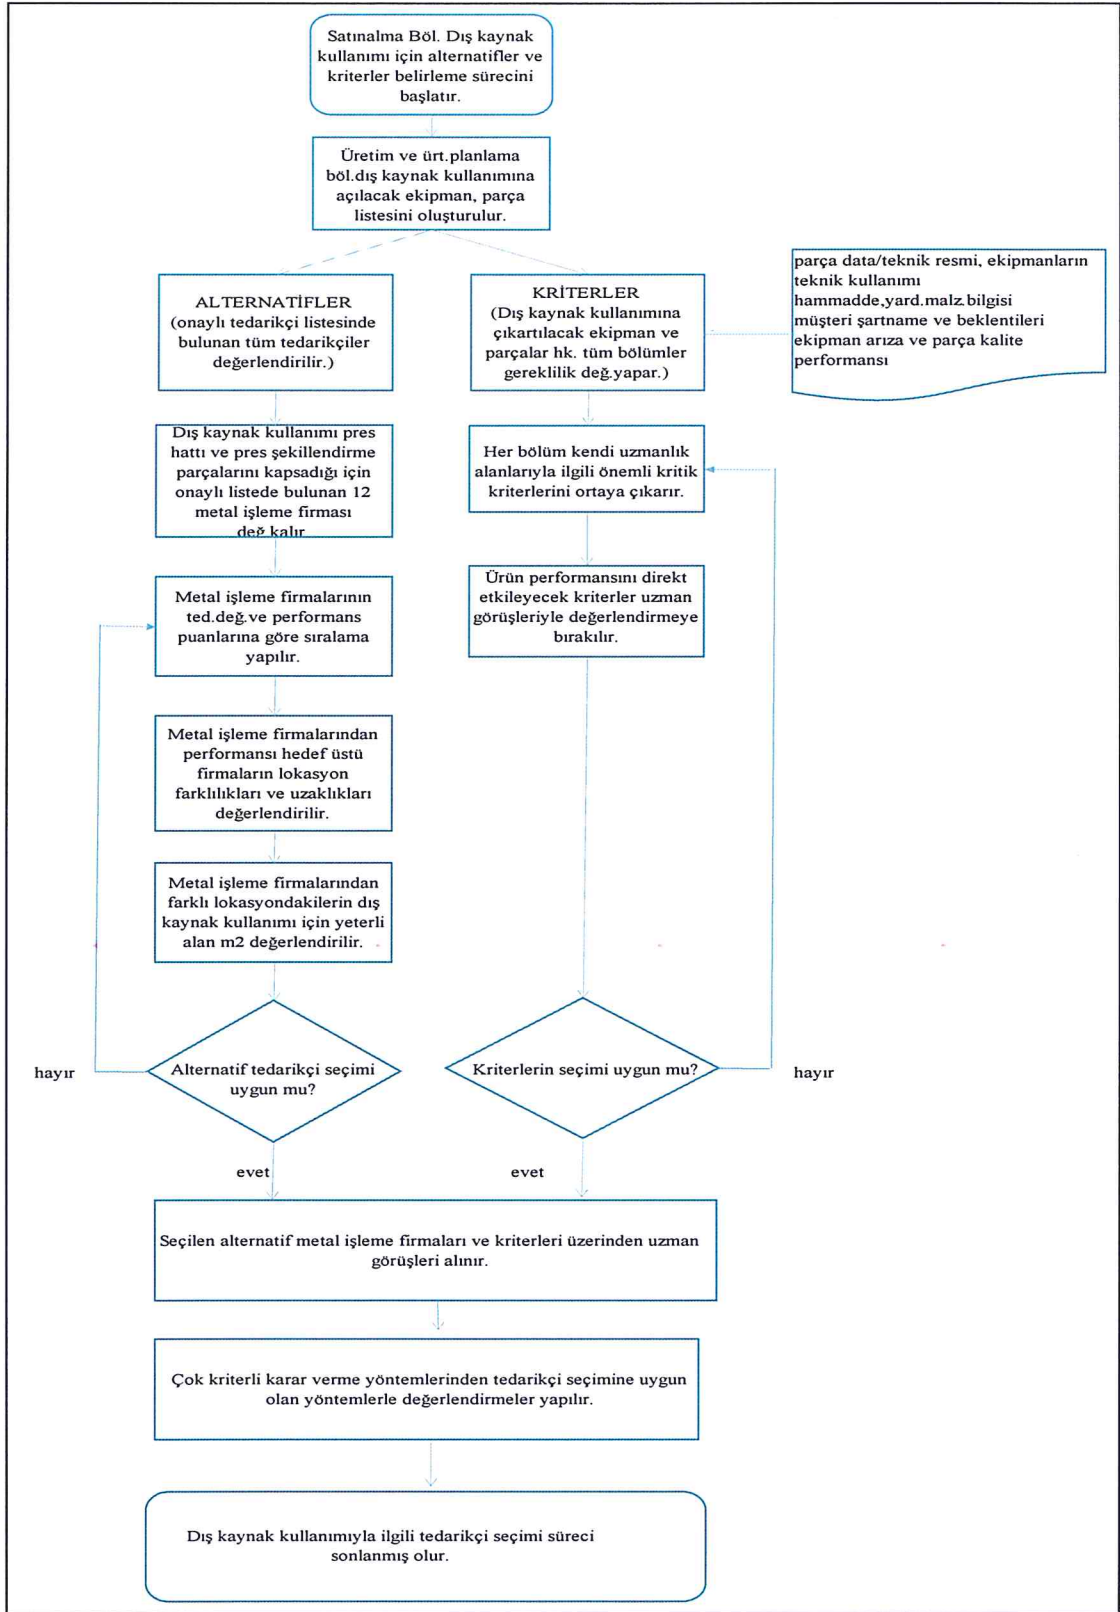 Satınalma Böl. Dış kaynak
kullanımı için alternatifler ve
kriterler belirleme sürecini
başlatır.
Üretim ve ürt.planlama
böl.dış kaynak kullanımına
açılacak ekipman, parça
listesini oluşturulur.
ALTERNATİFLER
(onaylı tedarikçi listesinde
bulunan tüm tedarikçiler
değerlendirilir.)
KRİTERLER
(Dış kaynak kullanımına
çıkartılacak ekipman ve
parçalar hk. tüm bölümler
gereklilik değ.yapar.)
parça data/teknik resmi, ekipmanların
teknik kullanımı
hammadde,yard.malz.bilgisi
müşteri şartname ve beklentileri
ekipman arıza ve parça kalite
performansı
Dış kaynak kullanımı pres
hattı ve pres şekillendirme
parçalarını kapsadığı için
onaylı listede bulunan 12
metal işleme firması
değ kalır
Her bölüm kendi uzmanlık
alanlarıyla ilgili önemli kritik
kriterlerini ortaya çıkarır.
Metal işleme firmalarının
ted.değ.ve performans
puanlarına göre sıralama
yapılır.
Ürün performansını direkt
etkileyecek kriterler uzman
görüşleriyle değerlendirmeye
bırakılır.
Metal işleme firmalarından
performansı hedef üstü
firmaların lokasyon
farklılıkları ve uzaklıkları
değerlendirilir.
Metal işleme firmalarından
farklı lokasyondakilerin dış
kaynak kullanımı için yeterli
alan m2 değerlendirilir.
hayır
Alternatif tedarikçi seçimi
uygun mu?
Kriterlerin seçimi uygun mu?
hayır
evet
evet
Seçilen alternatif metal işleme firmaları ve kriterleri üzerinden uzman
görüşleri alınır.
Çok kriterli karar verme yöntemlerinden tedarikçi seçimine uygun
olan yöntemlerle değerlendirmeler yapılır.
Dış kaynak kullanımıyla ilgili tedarikçi seçimi süreci
sonlanmış olur.